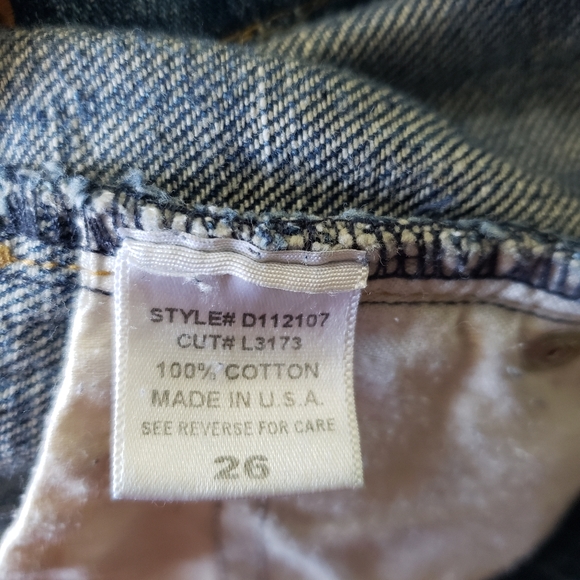 STYLE# D112107
CUT# L3173
100% COTTON
MADE IN U.S.A.
SEE REVERSE FOR CARE
26